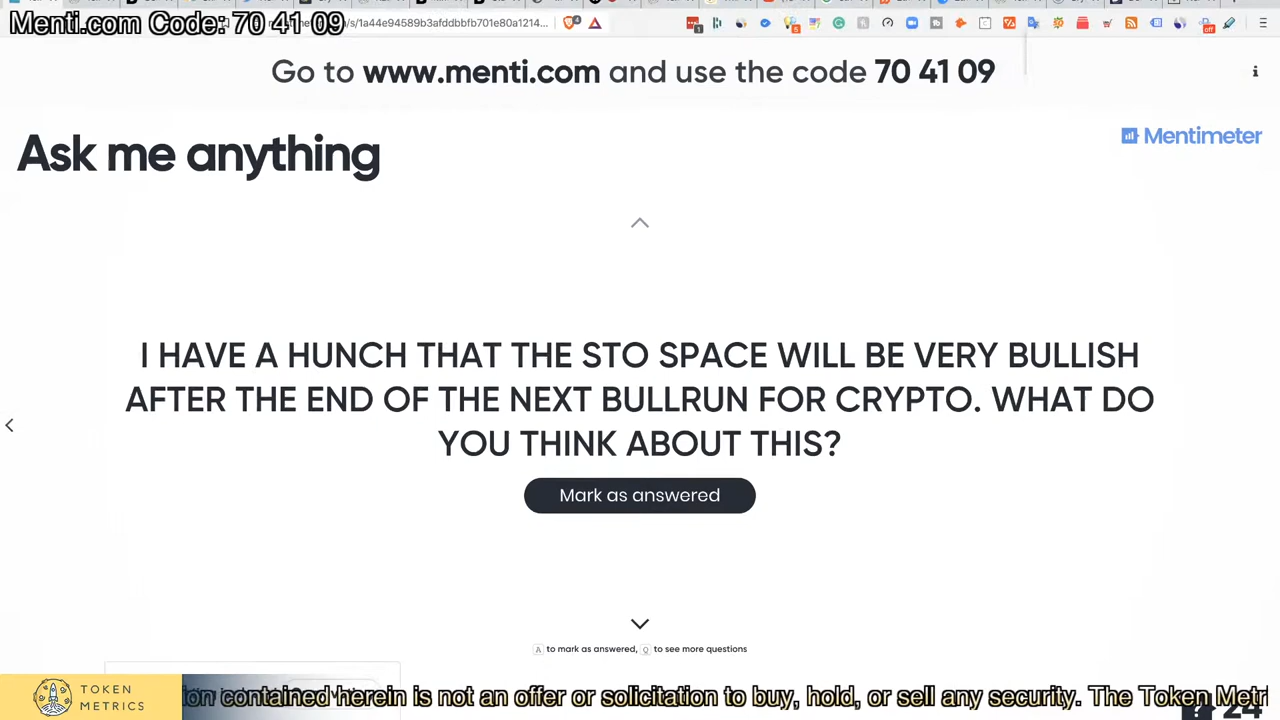 Menti.com Code: 70 41 09
s/1a44e94589b3afddbbfb701e80a1214...
Go to www.menti.com and use the code 70 41 09
Ask me anything
Mentimeter
I HAVE A HUNCH THAT THE STO SPACE WILL BE VERY BULLISH
AFTER THE END OF THE NEXT BULLRUN FOR CRYPTO. WHAT DO
YOU THINK ABOUT THIS?
Mark as answered
A to mark as answered, Q to see more questions
TOKEN
METRICS
ion contained herein is not an offer or solicitation to buy, hold, or sell any security. The Token Metri
24